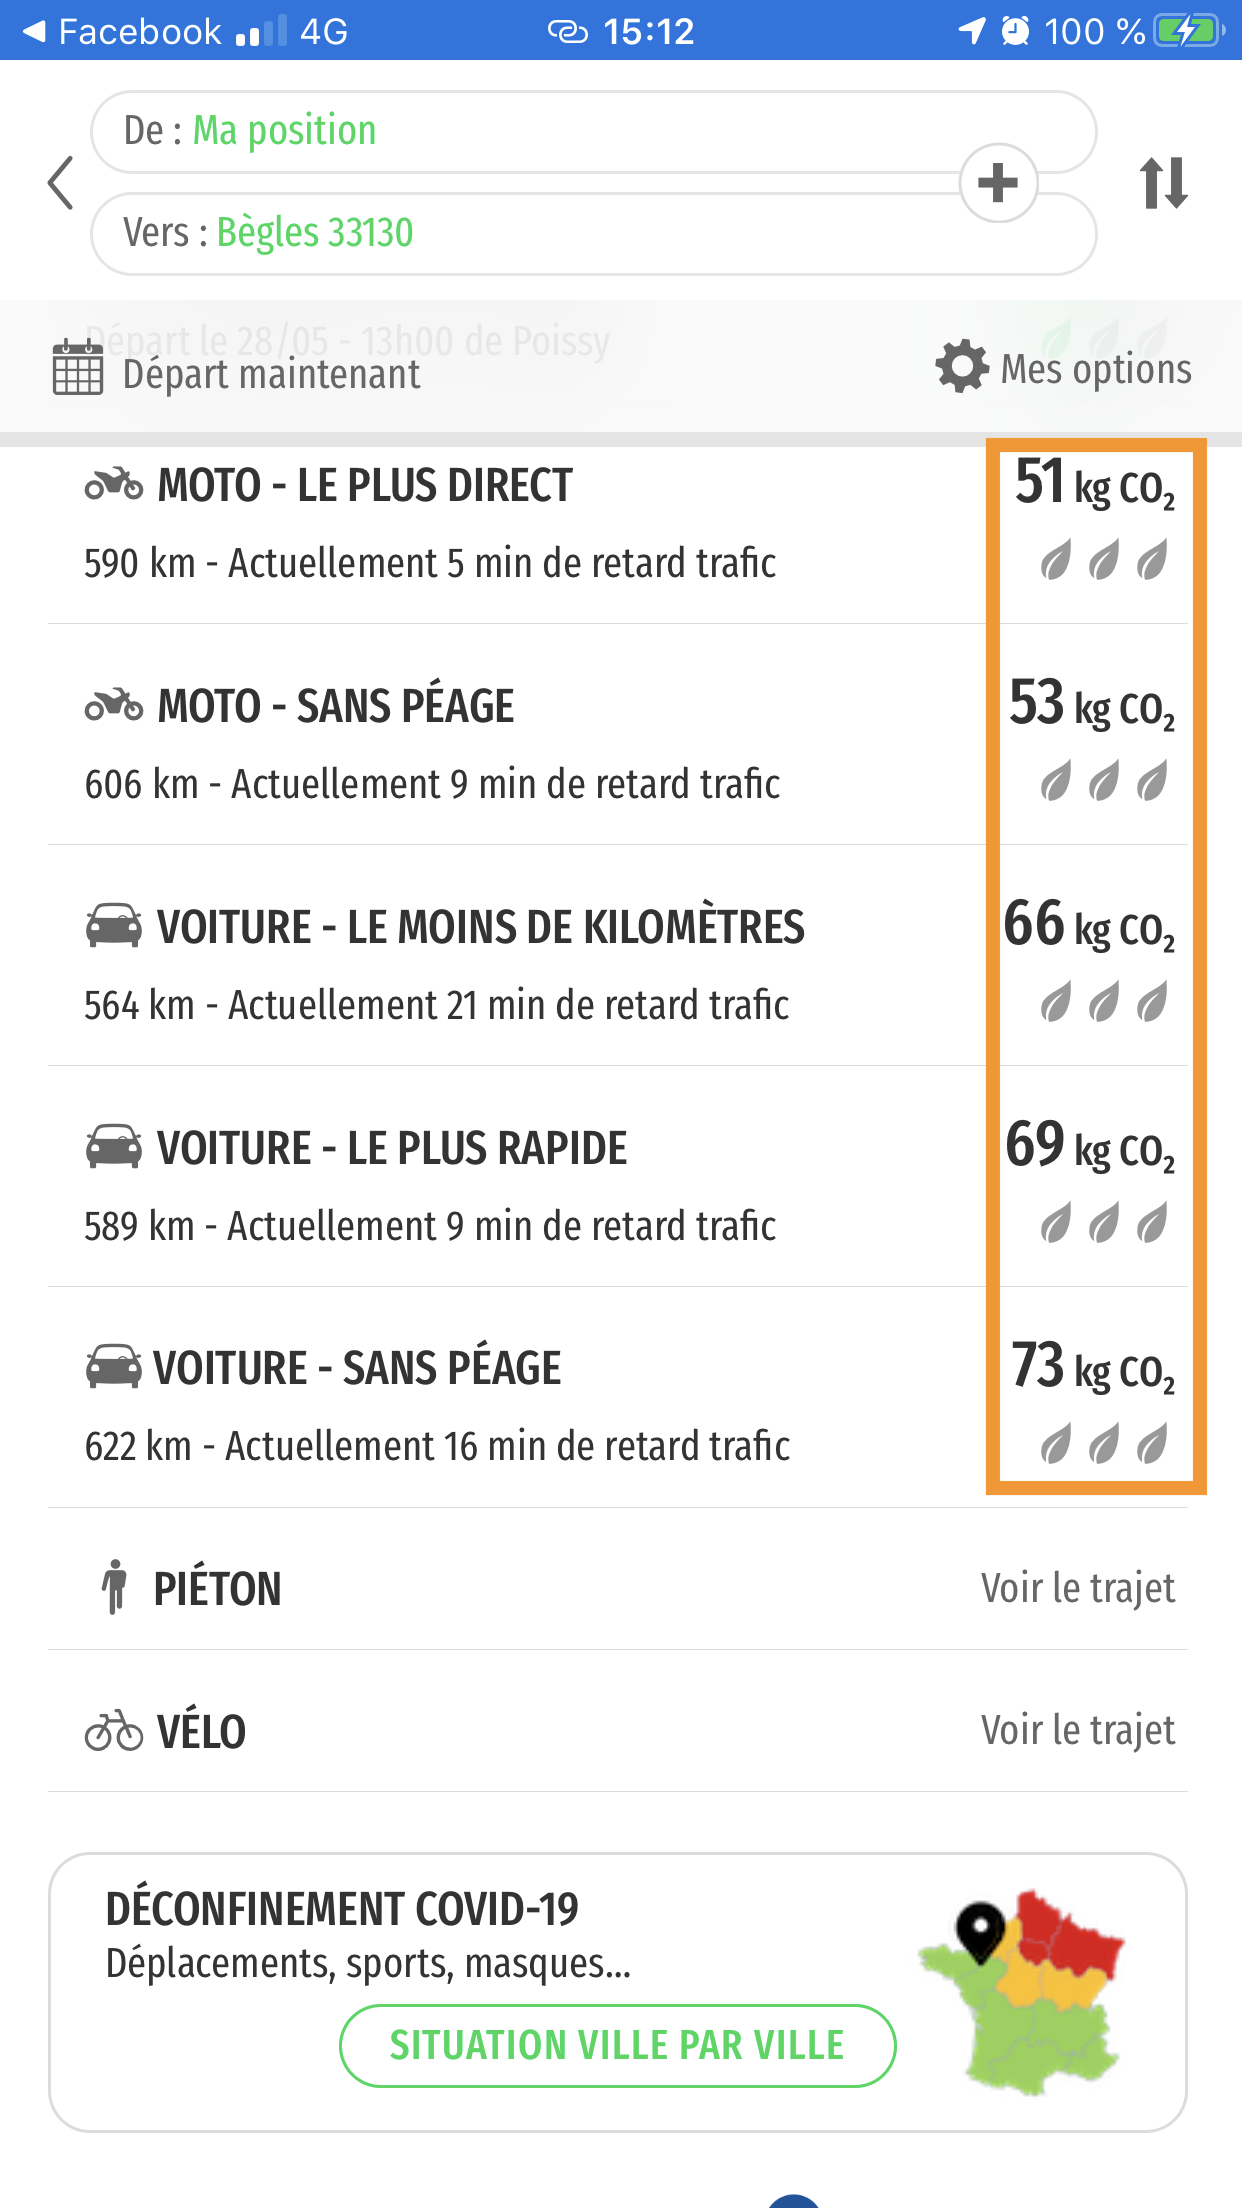 Facebook 4G 15:12 100 %
De : Ma position
Vers : Bègles 33130
Départ le 28/05 - 13h00 de Poissy
Départ maintenant Mes options
MOTO - LE PLUS DIRECT 51 kg CO₂
590 km - Actuellement 5 min de retard trafic
MOTO - SANS PÉAGE 53 kg CO₂
606 km - Actuellement 9 min de retard trafic
VOITURE - LE MOINS DE KILOMÈTRES 66 kg CO₂
564 km - Actuellement 21 min de retard trafic
VOITURE - LE PLUS RAPIDE 69 kg CO₂
589 km - Actuellement 9 min de retard trafic
VOITURE - SANS PÉAGE 73 kg CO₂
622 km - Actuellement 16 min de retard trafic
PIÉTON Voir le trajet
VÉLO Voir le trajet
DÉCONFINEMENT COVID-19
Déplacements, sports, masques...
SITUATION VILLE PAR VILLE